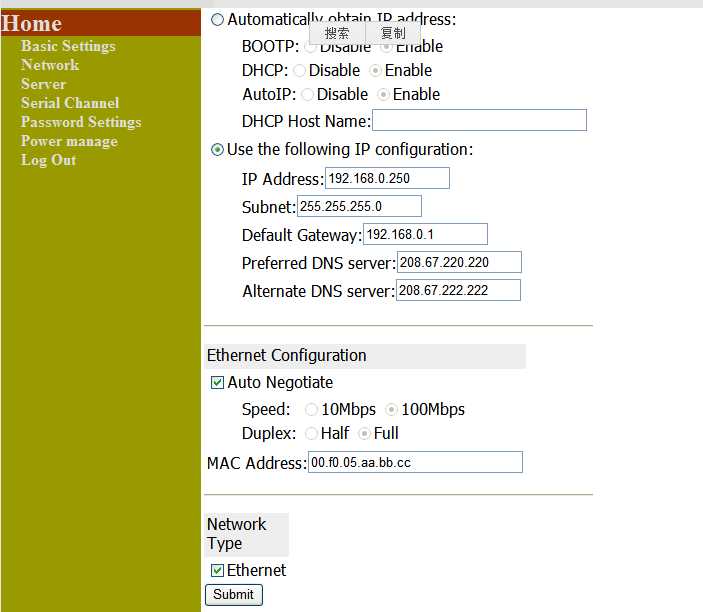 Home
Basic Settings
Network
Server
Serial Channel
Password Settings
Power manage
Log Out
Automatically obtain IP address:
搜索 复制
BOOTP: Disable Enable
DHCP: Disable Enable
AutoIP: Disable Enable
DHCP Host Name:
Use the following IP configuration:
IP Address: 192.168.0.250
Subnet: 255.255.255.0
Default Gateway: 192.168.0.1
Preferred DNS server: 208.67.220.220
Alternate DNS server: 208.67.222.222
Ethernet Configuration
Auto Negotiate
Speed: 10Mbps 100Mbps
Duplex: Half Full
MAC Address: 00.f0.05.aa.bb.cc
Network
Type
Ethernet
Submit